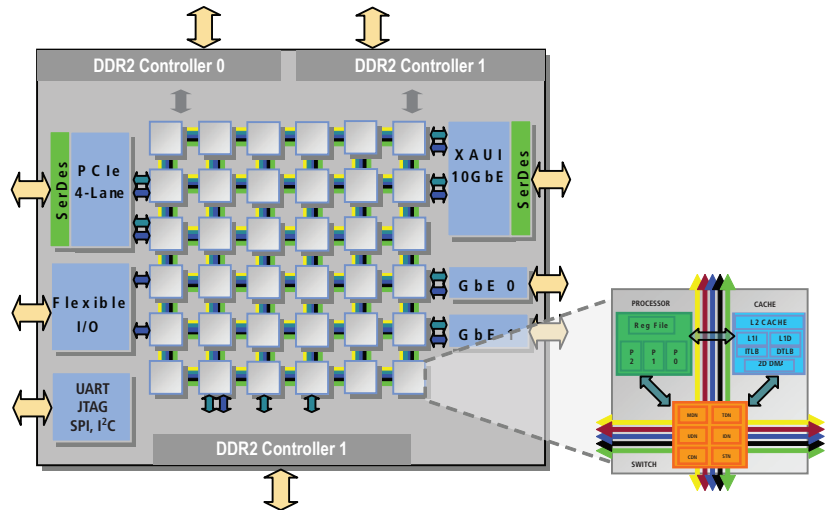 DDR2 Controller 0
DDR2 Controller 1
SerDes
PCIe
4-Lane
XAUI
10GbE
SerDes
Flexible
I/O
GbE 0
GbE 1
UART
JTAG
SPI, I²C
DDR2 Controller 1
PROCESSOR
CACHE
Reg File
P
2
P
1
P
0
L2 CACHE
L1I
L1D
ITLB
DTLB
2D DMA
MDN
TDN
UDN
IDN
CDN
STN
SWITCH